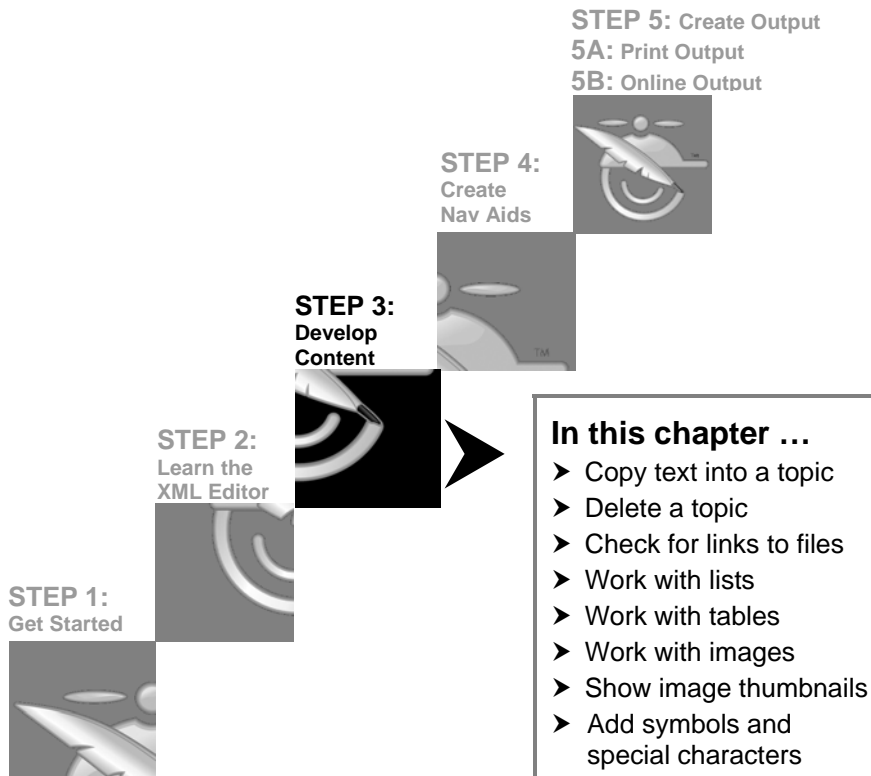 STEP 5: Create Output
5A: Print Output
5B: Online Output
™
STEP 4:
Create
Nav Aids
TM
STEP 3:
Develop
Content
In this chapter …
➤ Copy text into a topic
➤ Delete a topic
➤ Check for links to files
➤ Work with lists
➤ Work with tables
➤ Work with images
➤ Show image thumbnails
➤ Add symbols and
special characters
STEP 2:
Learn the
XML Editor
STEP 1:
Get Started